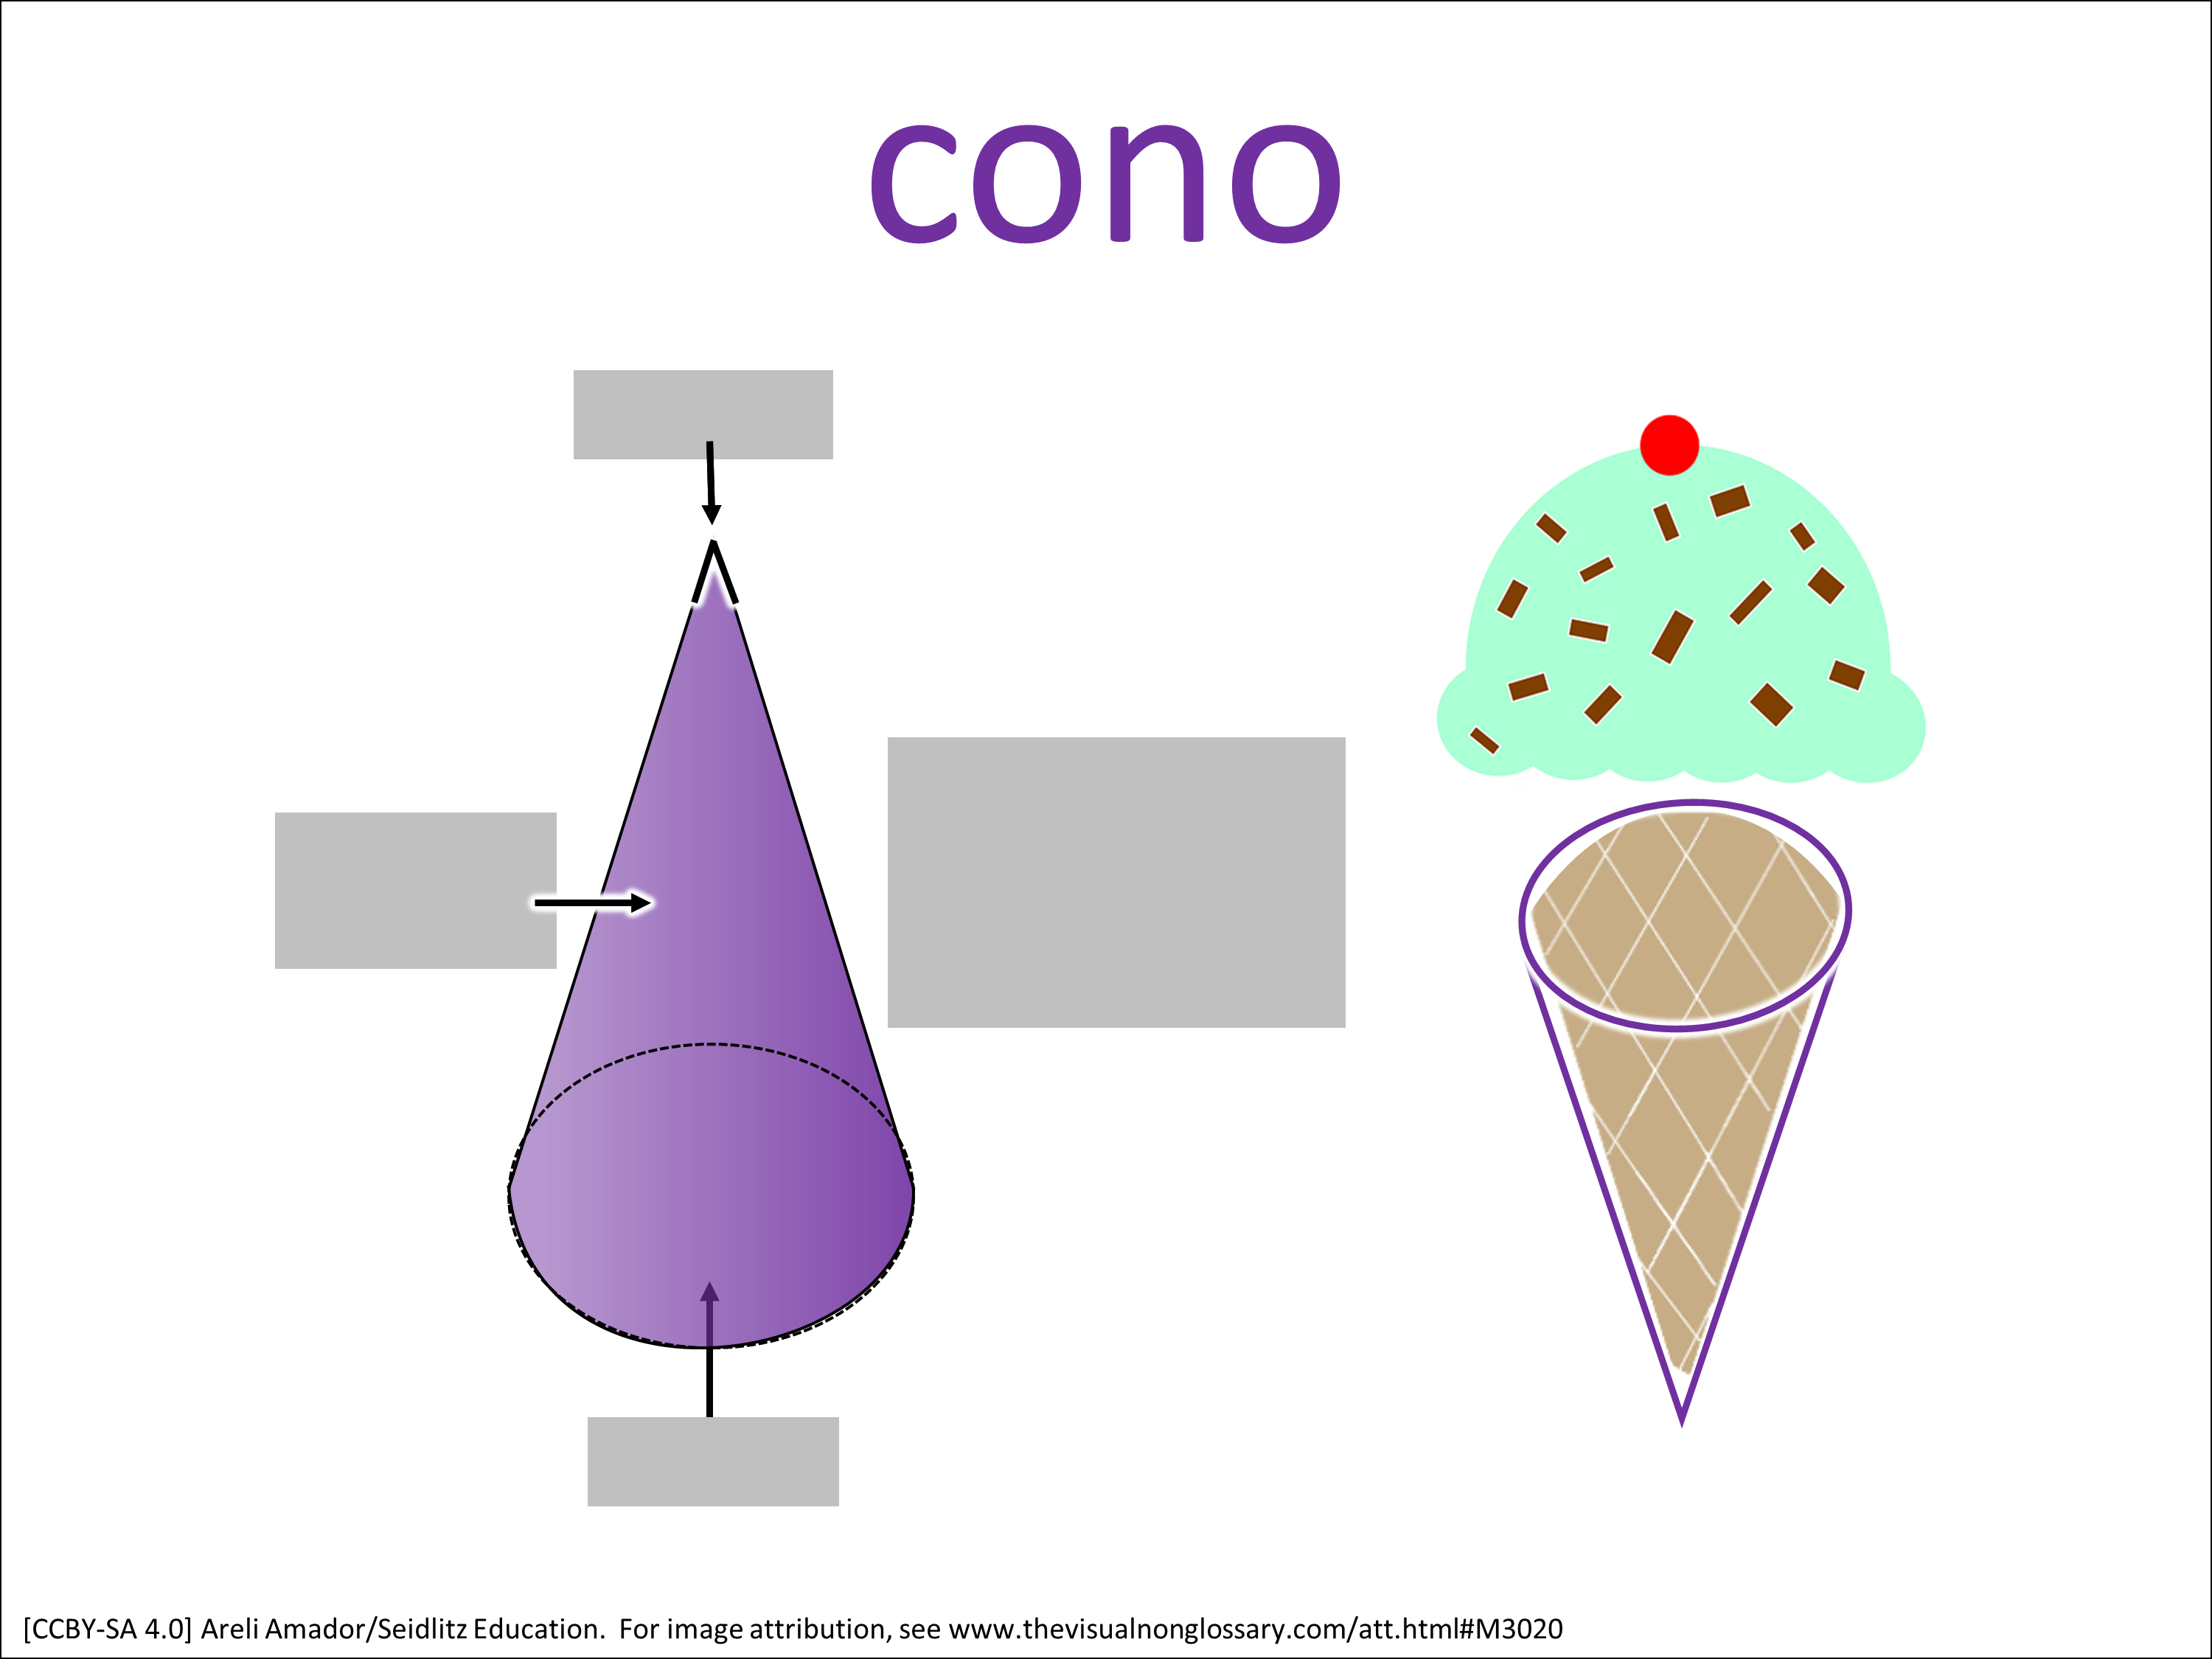 cono
[CCBY-SA 4.0] Areli Amador/Seidlitz Education.  For image attribution, see www.thevisualnonglossary.com/att.html#M3020